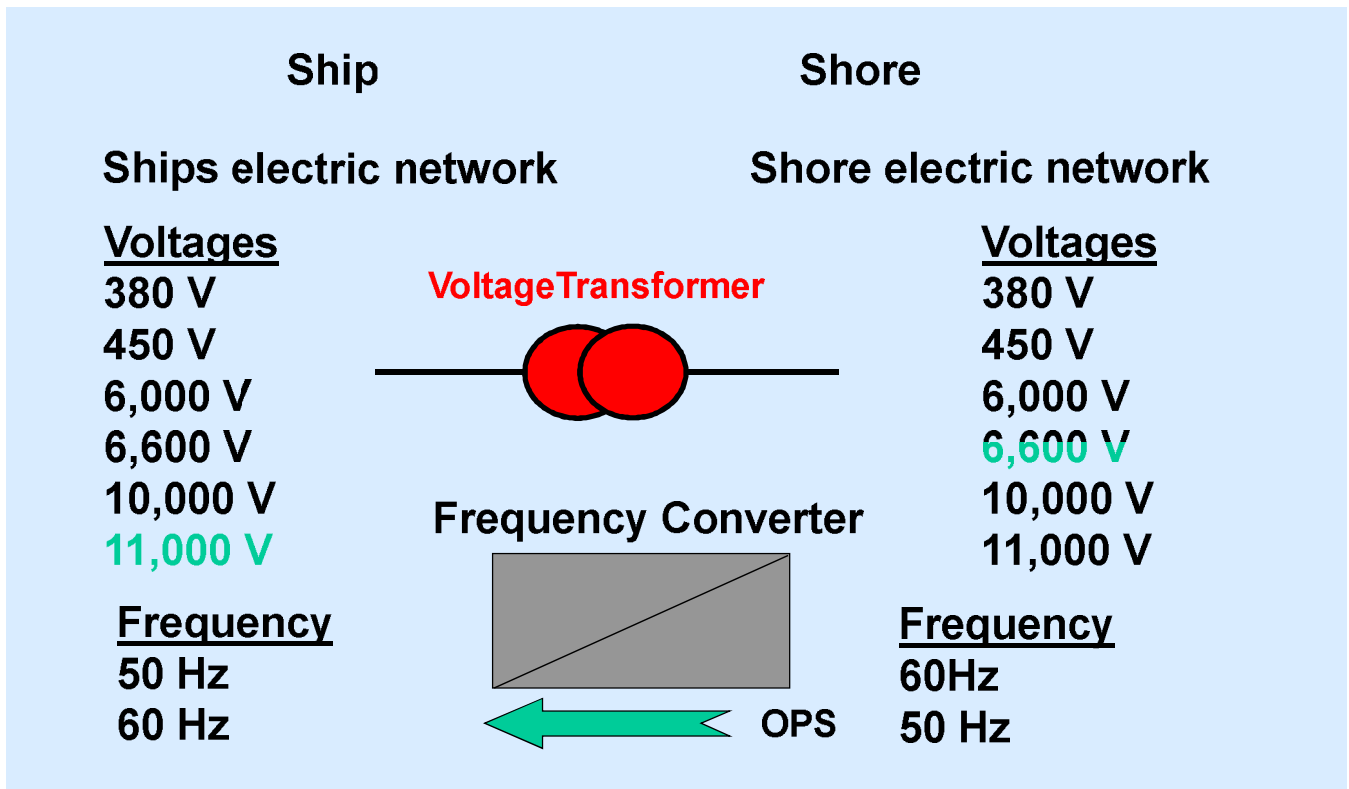 Ship
Shore
Ships electric network
Shore electric network
Voltages
380 V
450 V
6,000 V
6,600 V
10,000 V
11,000 V
Frequency
50 Hz
60 Hz
VoltageTransformer
Frequency Converter
OPS
Voltages
380 V
450 V
6,000 V
6,600 V
10,000 V
11,000 V
Frequency
60Hz
50 Hz